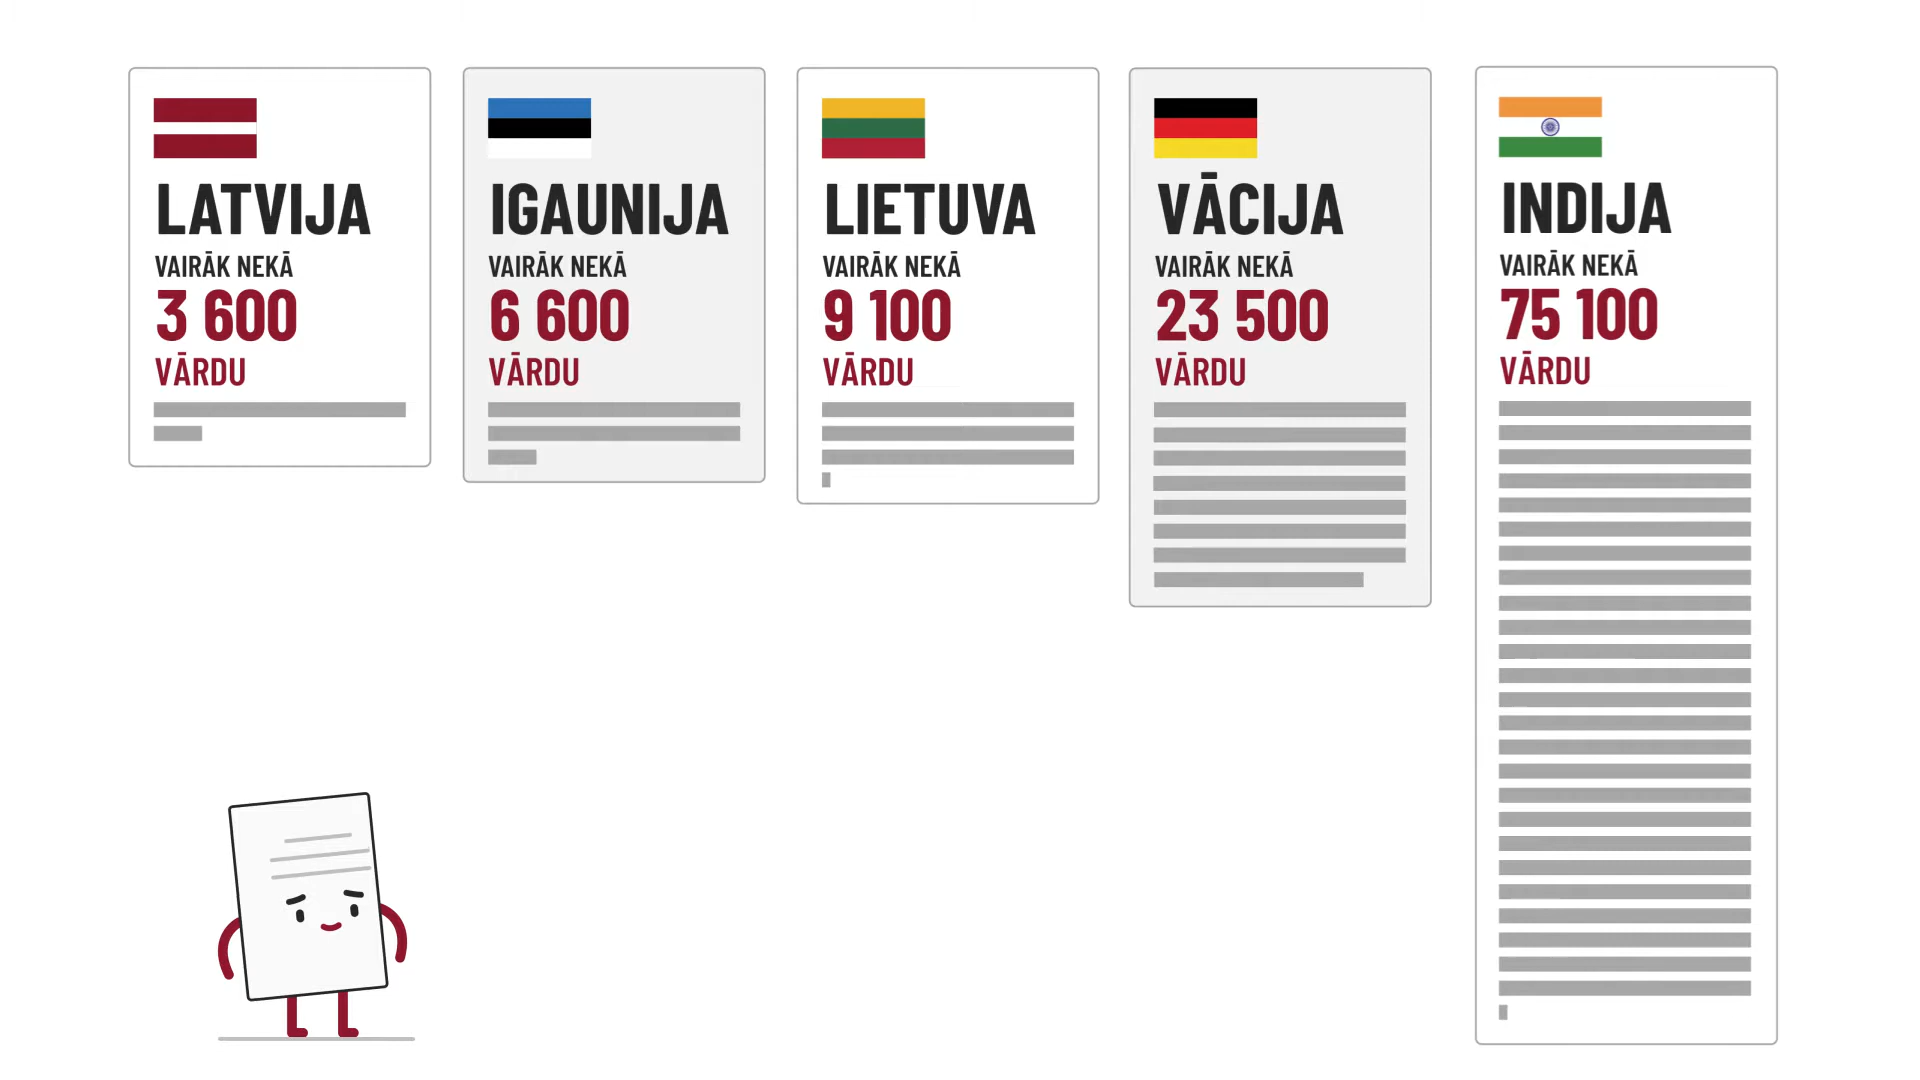 LATVIJA
VAIRĀK NEKĀ
3 600
VĀRDU
IGAUNIJA
VAIRĀK NEKĀ
6 600
VĀRDU
LIETUVA
VAIRĀK NEKĀ
9 100
VĀRDU
VĀCIJA
VAIRĀK NEKĀ
23 500
VĀRDU
INDIJA
VAIRĀK NEKĀ
75 100
VĀRDU